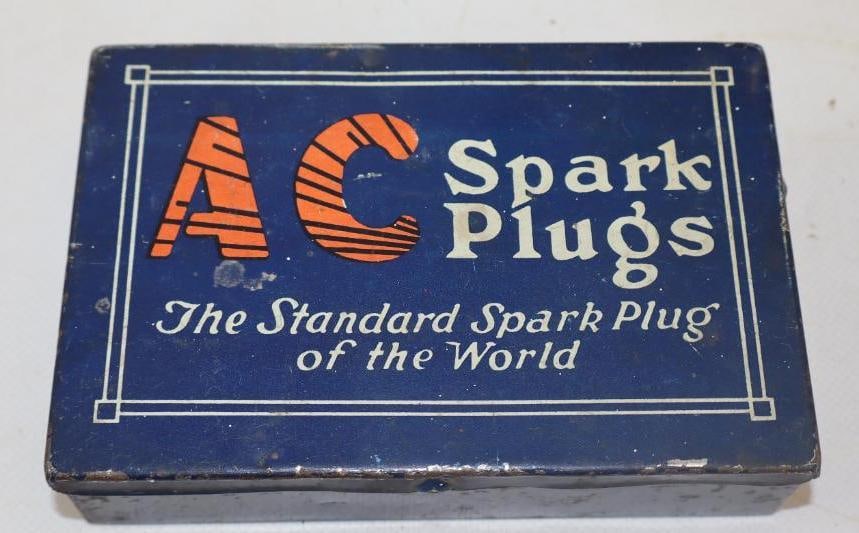 AC Spark
Plugs
The Standard Spark Plug
of the World